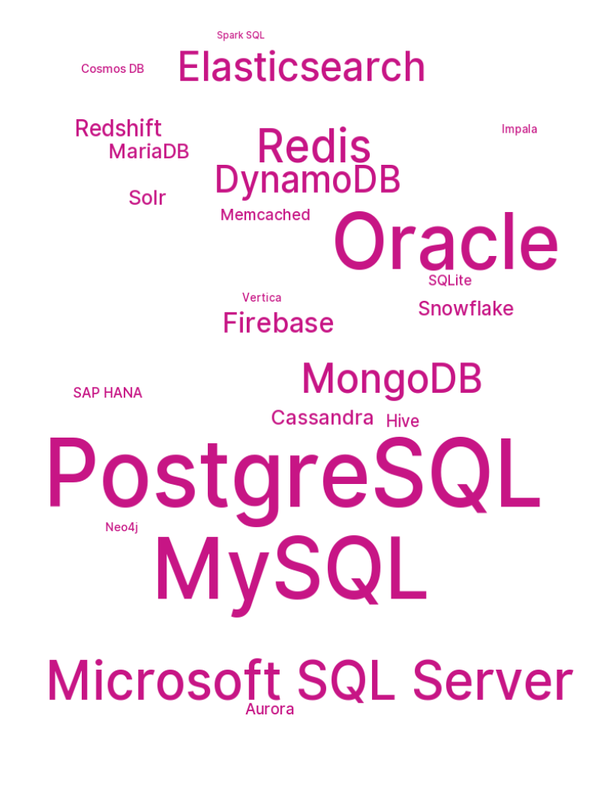 Spark SQL
Elasticsearch
Cosmos DB
Redshift
Impala
Redis
MariaDB
DynamoDB
Solr
Memcached
Oracle
SQLite
Vertica
Snowflake
Firebase
MongoDB
SAP HANA
Cassandra
Hive
PostgreSQL
Neo4j
MySQL
Microsoft SQL Server
Aurora